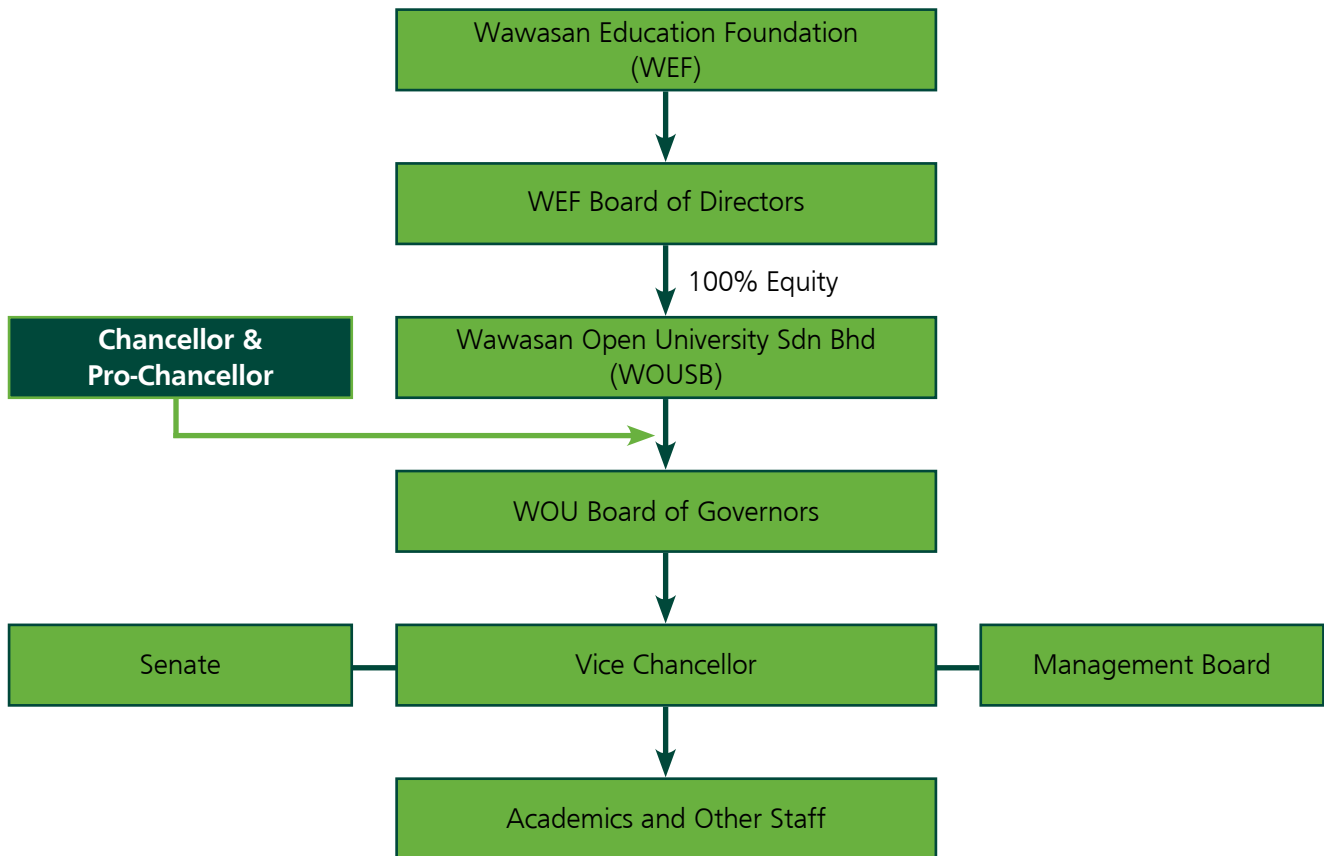 Wawasan Education Foundation
(WEF)
WEF Board of Directors
100% Equity
Chancellor &
Pro-Chancellor
Wawasan Open University Sdn Bhd
(WOUSB)
WOU Board of Governors
Senate
Vice Chancellor
Management Board
Academics and Other Staff